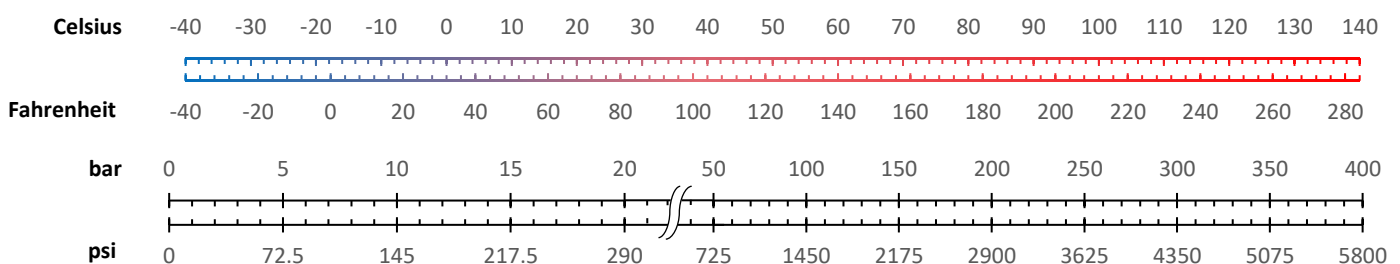 Celsius -40 -30 -20 -10 0 10 20 30 40 50 60 70 80 90 100 110 120 130 140
Fahrenheit -40 -20 0 20 40 60 80 100 120 140 160 180 200 220 240 260 280
bar 0 5 10 15 20 50 100 150 200 250 300 350 400
psi 0 72.5 145 217.5 290 725 1450 2175 2900 3625 4350 5075 5800